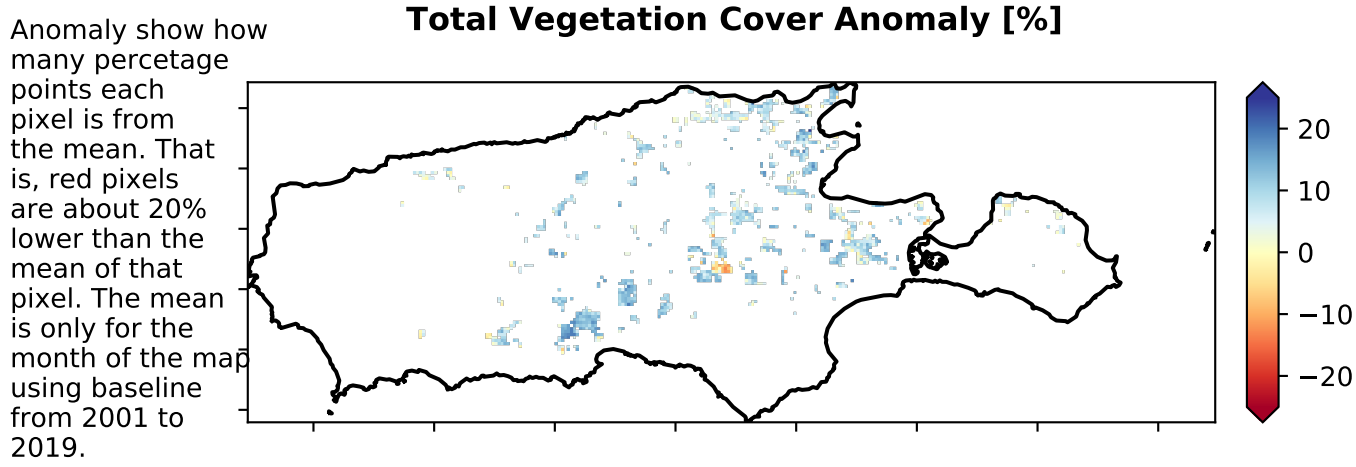 Total Vegetation Cover Anomaly [%]
Anomaly show how
many percetage
points each
pixel is from
the mean. That
is, red pixels
are about 20%
lower than the
mean of that
pixel. The mean
is only for the
month of the map
using baseline
from 2001 to
2019.
20
10
0
−10
−20